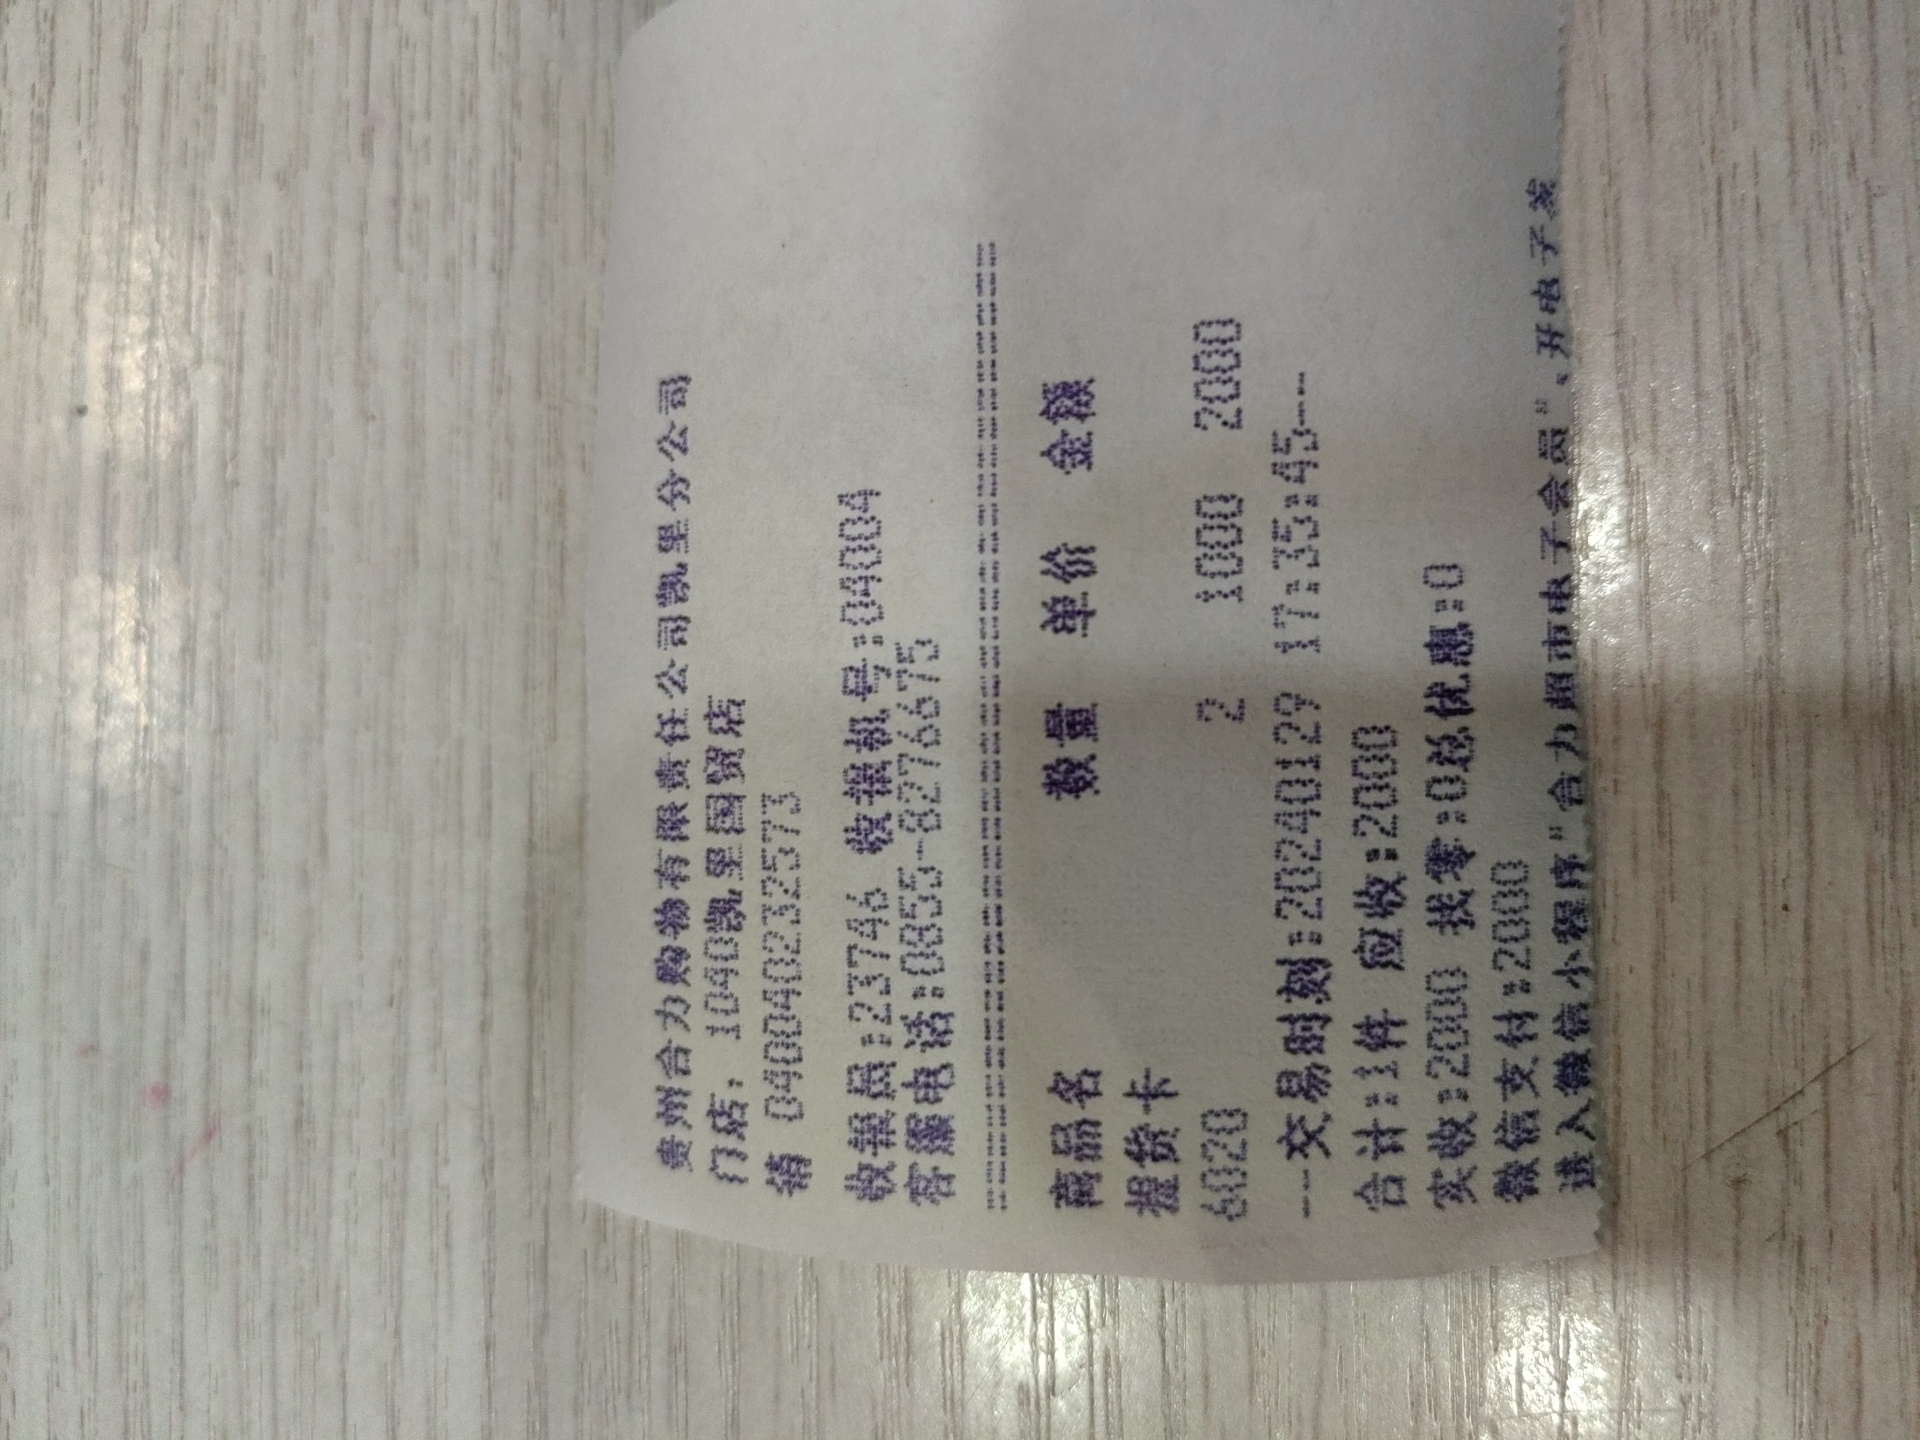 贵州合力购物有限责任公司凯里分公司
门店: 1040凯里国贸店
销 040040232573
收银员:23746 收银机号:04004
客服电话:0855-8276675
================================
商品名 数量 单价 金额
提货卡
6020 2 1000 2000
--交易时刻:20240129 17:35:45--
合计:1件 应收:2000
实收:2000 找零:0总优惠:0
微信支付:2000
进入微信小程序"合力超市电子会员",开电子发